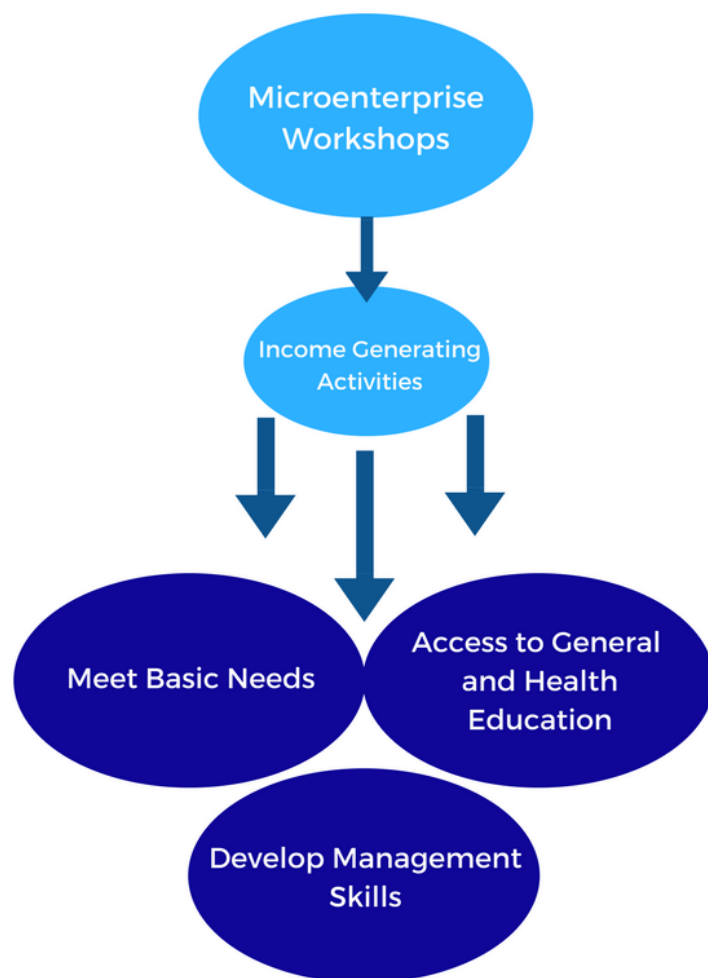 Microenterprise
Workshops
Income Generating
Activities
Meet Basic Needs
Access to General
and Health
Education
Develop Management
Skills